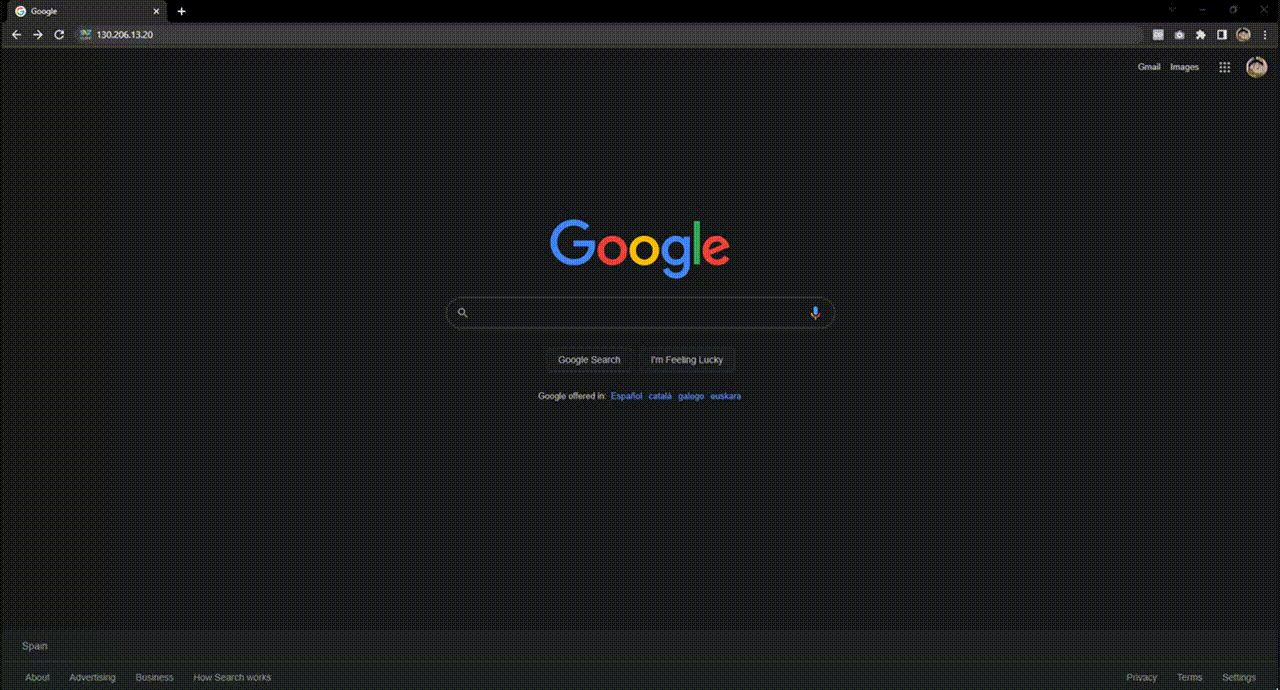 Google
130.206.13.20
Gmail Images
Google
Google Search I'm Feeling Lucky
Google offered in: Español català galego euskara
Spain
About Advertising Business How Search works Privacy Terms Settings